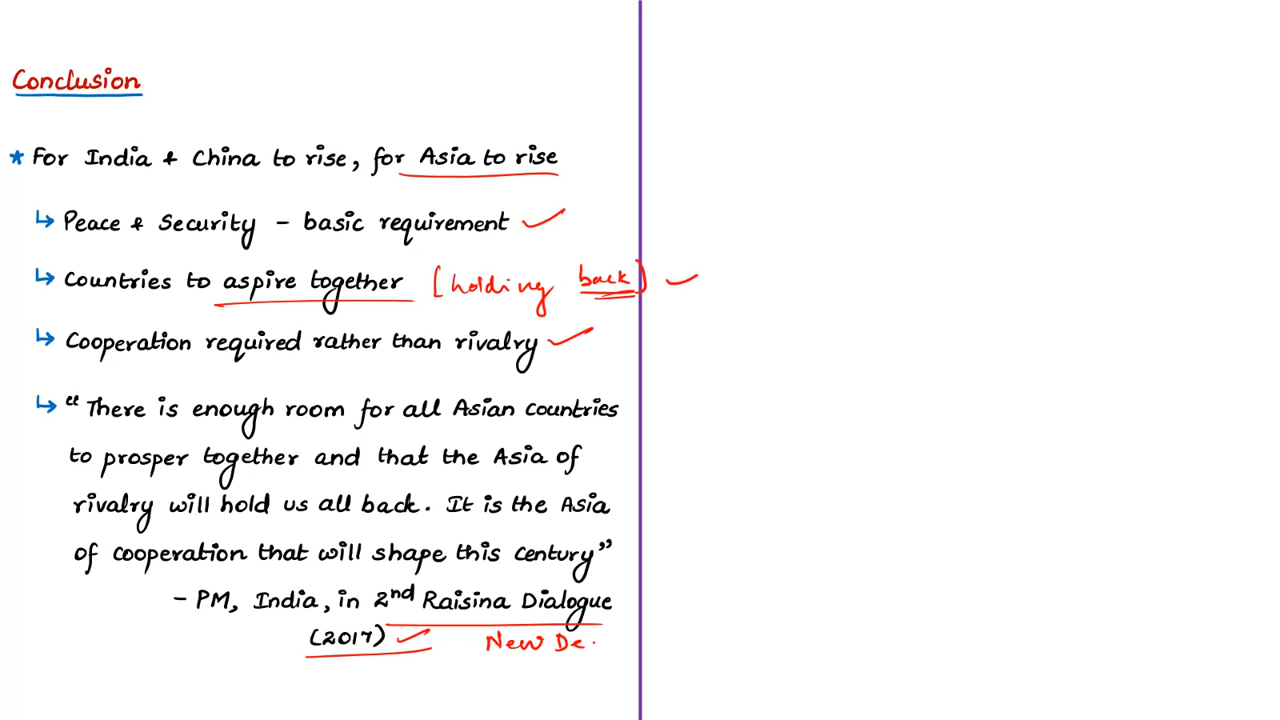 Conclusion
* For India & China to rise, for Asia to rise
↳ Peace & Security - basic requirement ✓
↳ Countries to aspire together [holding back] ✓
↳ Cooperation required rather than rivalry ✓
↳ “There is enough room for all Asian countries
to prosper together and that the Asia of
rivalry will hold us all back. It is the Asia
of cooperation that will shape this century”
- PM, India, in 2nd Raisina Dialogue
(2017) ✓ New De.